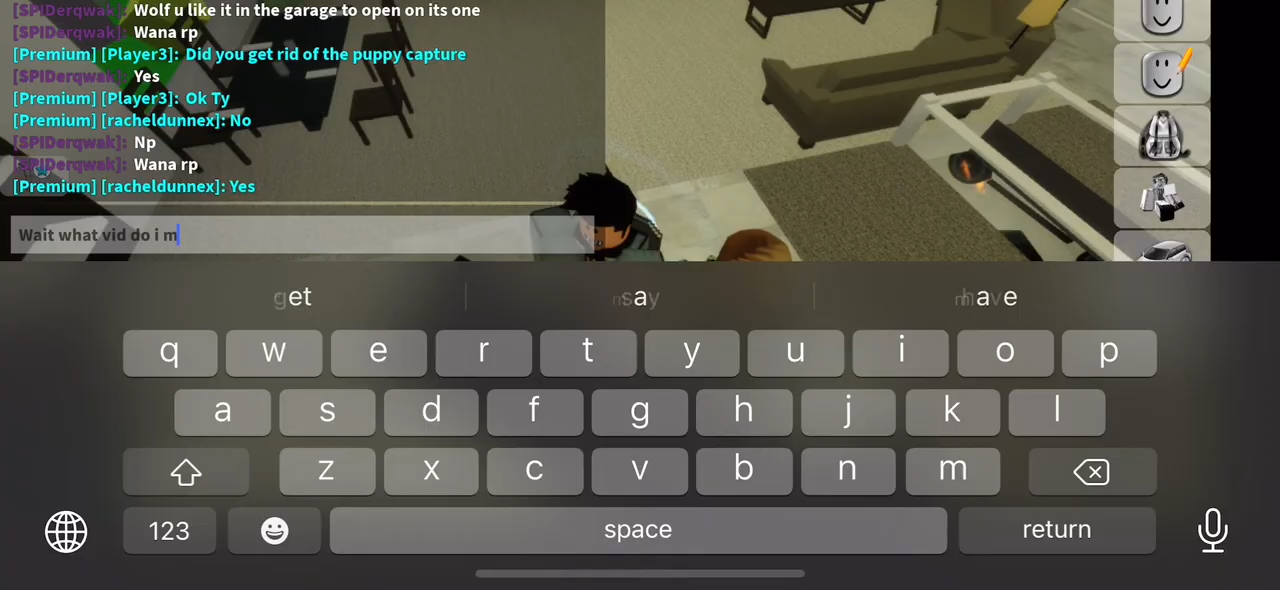 [SPIDerqwak]: Wolf u like it in the garage to open on its one
[SPIDerqwak]: Wana rp
[Premium] [Player3]: Did you get rid of the puppy capture
[SPIDerqwak]: Yes
[Premium] [Player3]: Ok Ty
[Premium] [racheldunnex]: No
[SPIDerqwak]: Np
[SPIDerqwak]: Wana rp
[Premium] [racheldunnex]: Yes
Wait what vid do i m
get say have
q w e r t y u i o p
a s d f g h j k l
z x c v b n m
123 space return